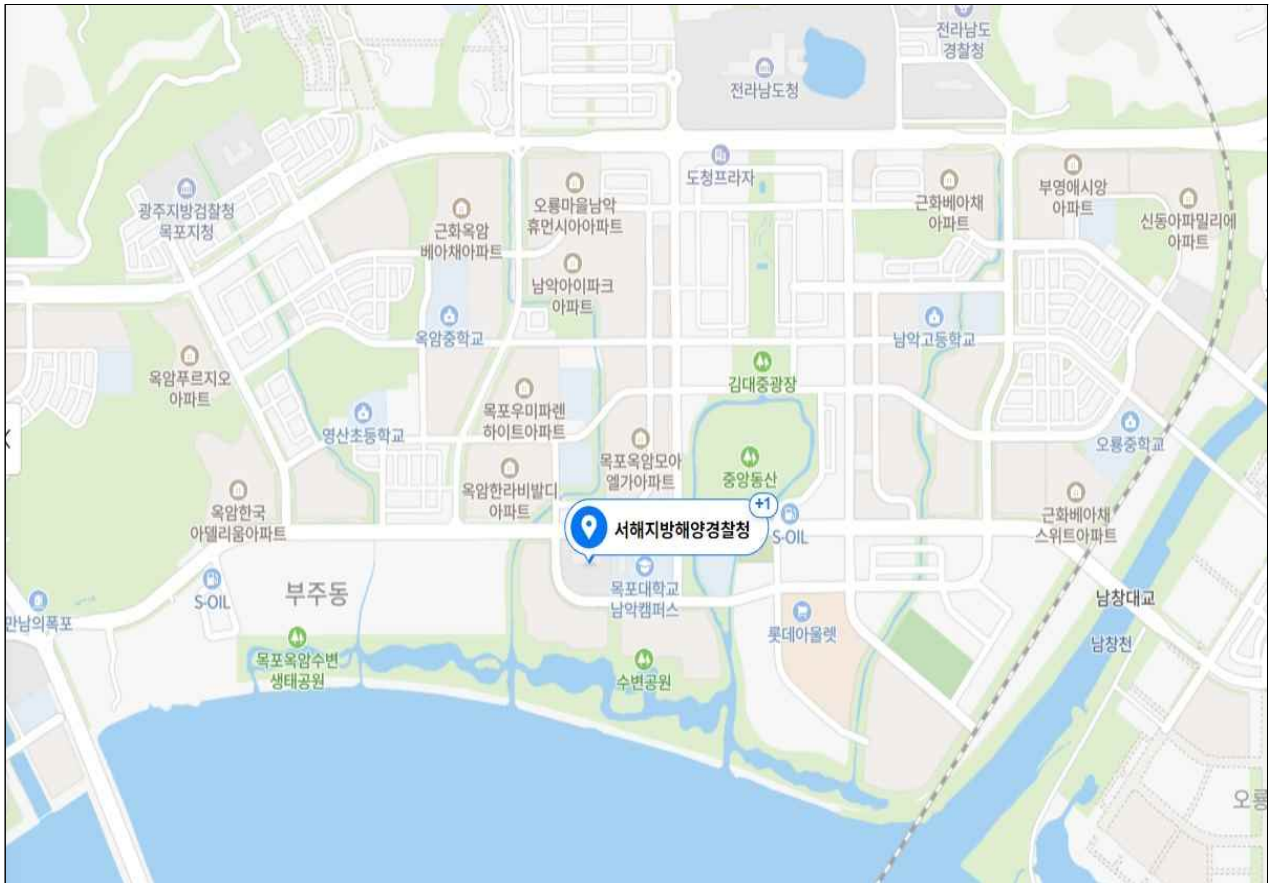 전라남도
경찰청
전라남도청
도청프라자
광주지방검찰청
목포지청
근화옥암
베아채아파트
오룡마을남악
휴먼시아아파트
근화베아채
아파트
부영애시앙
아파트
신동아파밀리에
아파트
남악아이파크
아파트
옥암중학교
남악고등학교
옥암푸르지오
아파트
김대중광장
목포우미파렌
하이트아파트
영산초등학교
오룡중학교
목포옥암모아
엘가아파트
중앙동산
옥암한라비발디
아파트
옥암한국
아델리움아파트
근화베아채
스위트아파트
+1
서해지방해양경찰청
S-OIL
목포대학교
남악캠퍼스
S-OIL
부주동
만남의폭포
롯데아울렛
남창대교
남창천
목포옥암수변
생태공원
수변공원
오룡